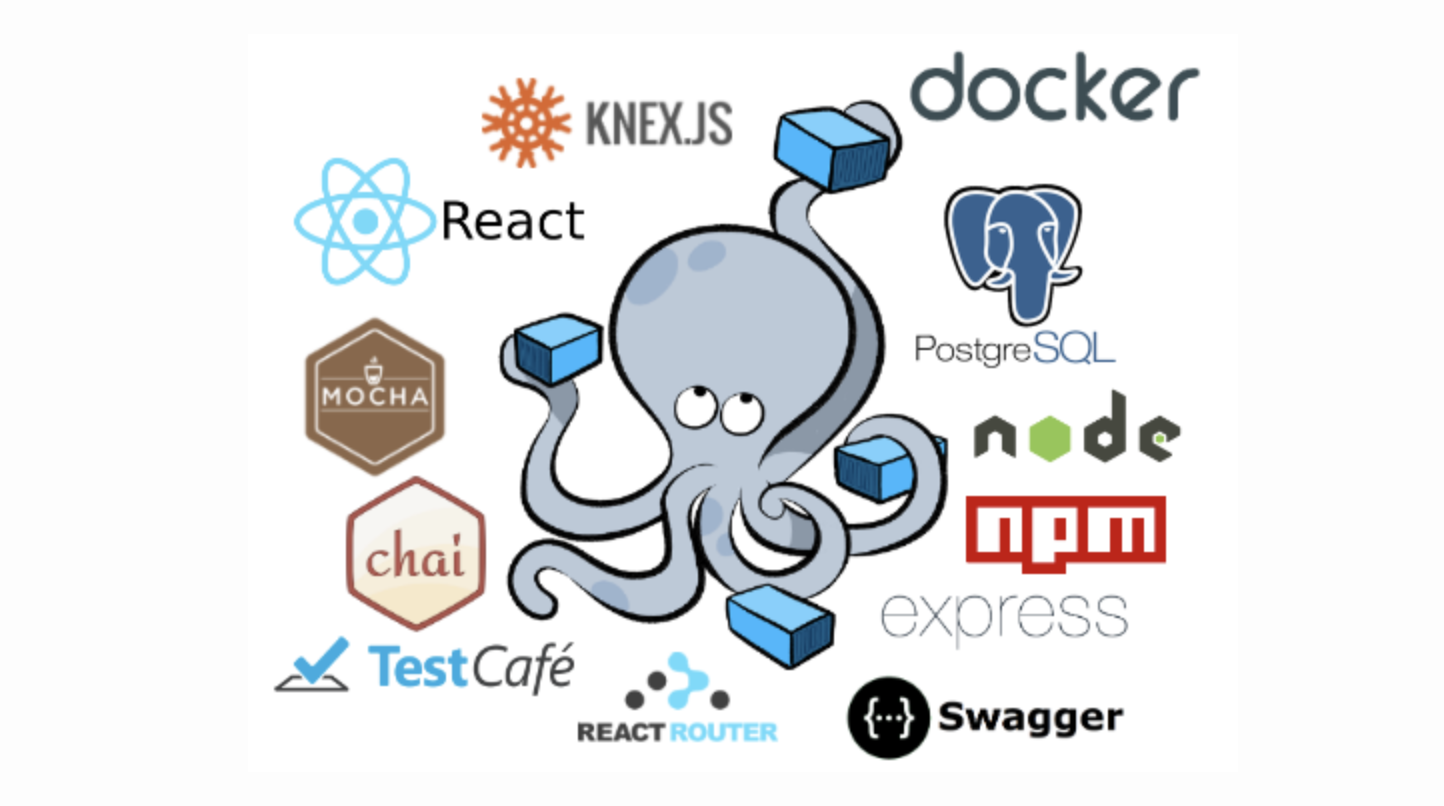 docker
KNEX.JS
React
PostgreSQL
MOCHA
node
npm
chai
express
TestCafé
REACT ROUTER
{···} Swagger